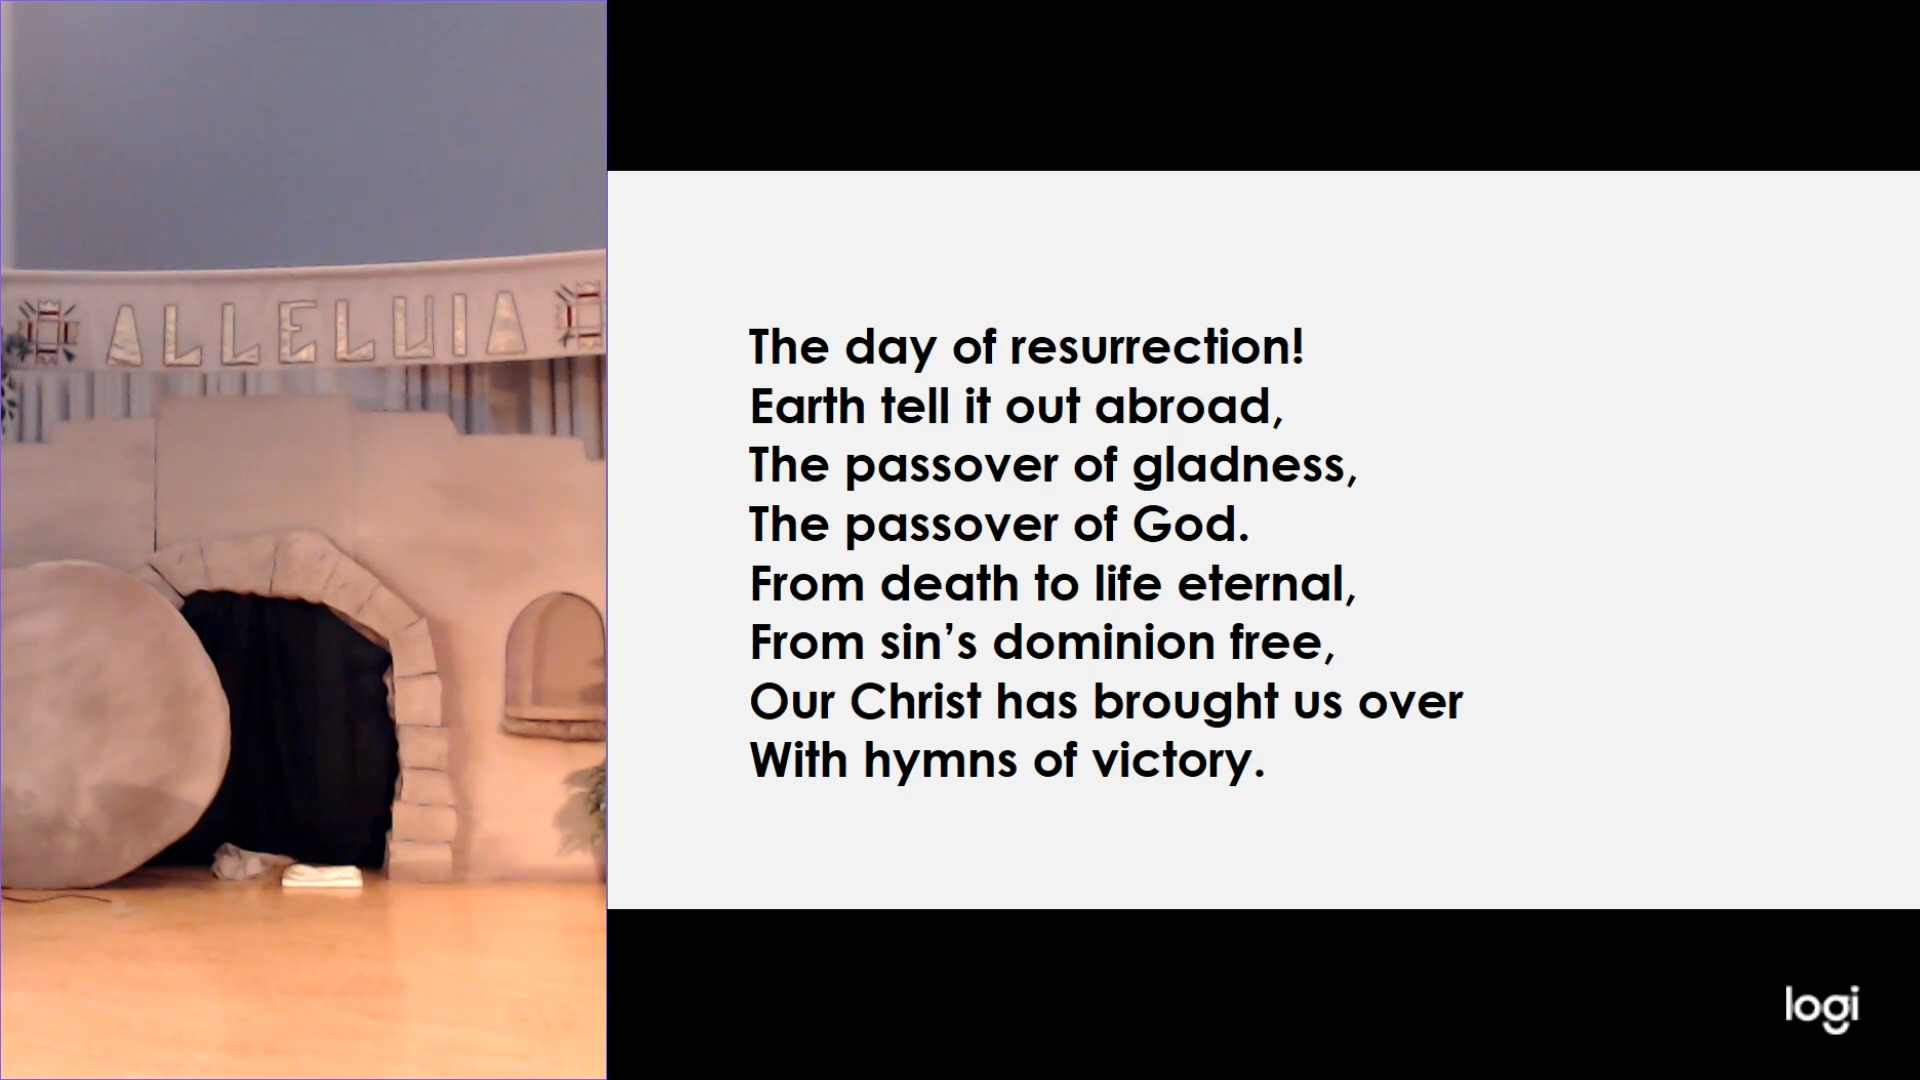 ALLELUIA
The day of resurrection!
Earth tell it out abroad,
The passover of gladness,
The passover of God.
From death to life eternal,
From sin’s dominion free,
Our Christ has brought us over
With hymns of victory.
logi